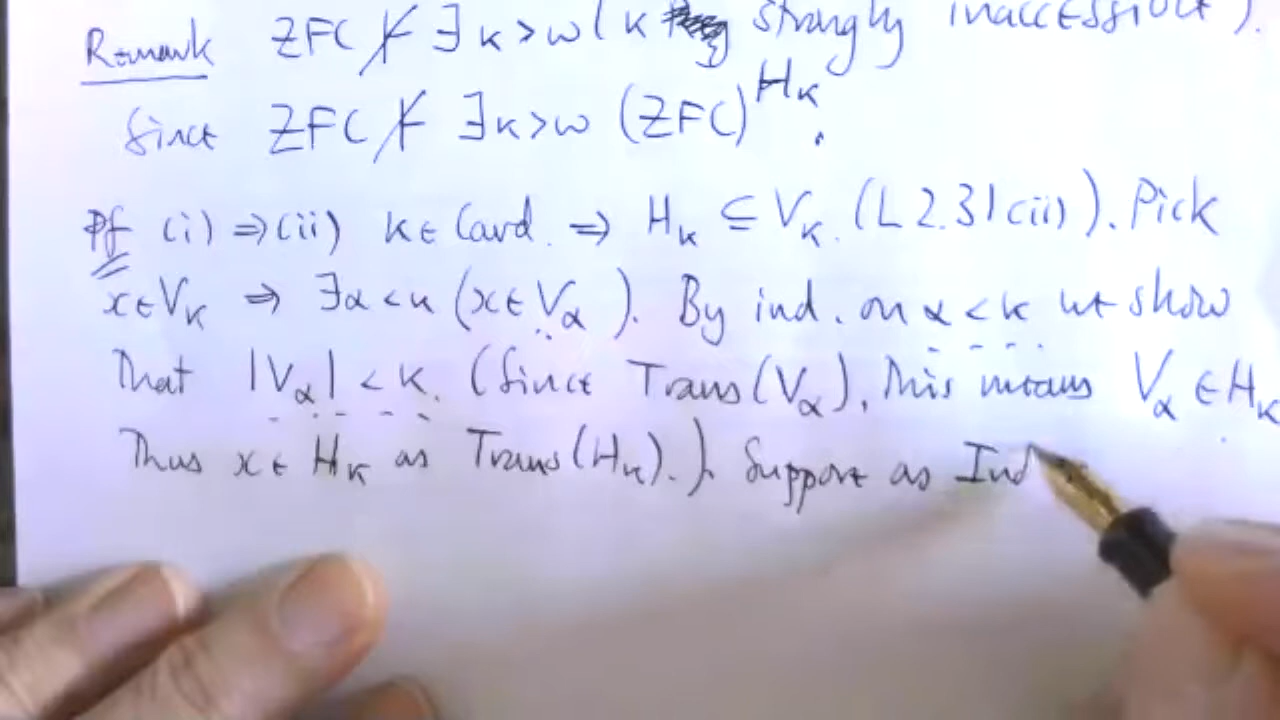 Remark ZFC ⊬ ∃κ>ω (κ strongly inaccessible).
Since ZFC ⊬ ∃κ>ω (ZFC)^{H_κ}.
Pf (i) ⇒ (ii) κ ∈ Card. ⇒ H_κ ⊆ V_κ. (L 2.31 (ii)). Pick
x ∈ V_κ ⇒ ∃α<κ (x ∈ V_α). By ind. on α < κ we show
that |V_α| < κ. (Since Trans(V_α), this means V_α ∈ H_κ
Thus x ∈ H_κ as Trans(H_κ).). Suppose as Ind